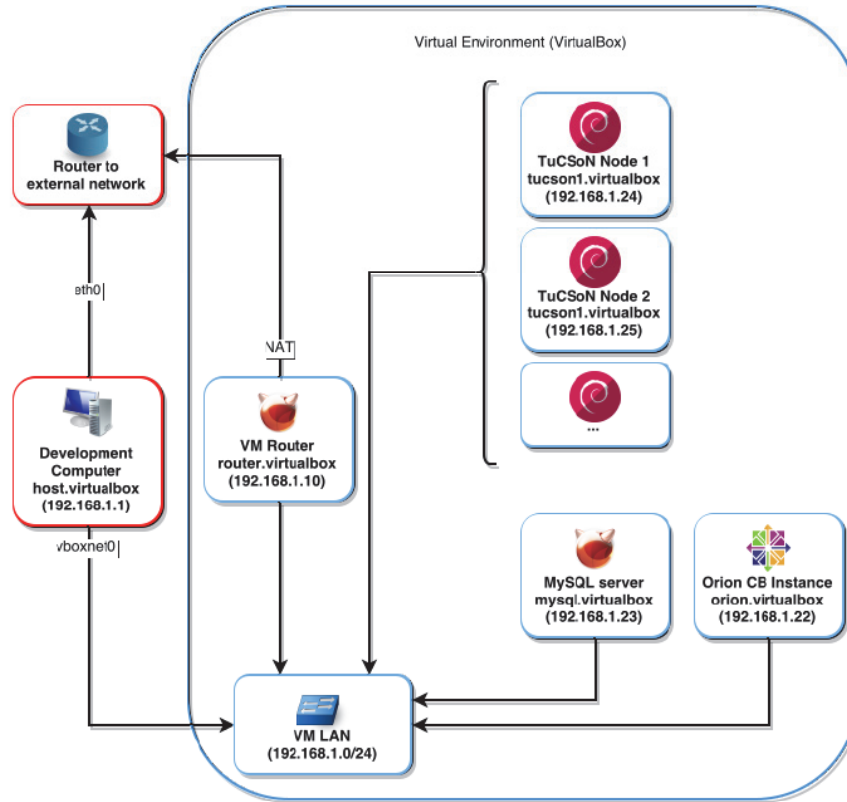 Virtual Environment (VirtualBox)
Router to
external network
TuCSoN Node 1
tucson1.virtualbox
(192.168.1.24)
TuCSoN Node 2
tucson1.virtualbox
(192.168.1.25)
...
eth0
NAT
Development
Computer
host.virtualbox
(192.168.1.1)
VM Router
router.virtualbox
(192.168.1.10)
vboxnet0
MySQL server
mysql.virtualbox
(192.168.1.23)
Orion CB Instance
orion.virtualbox
(192.168.1.22)
VM LAN
(192.168.1.0/24)